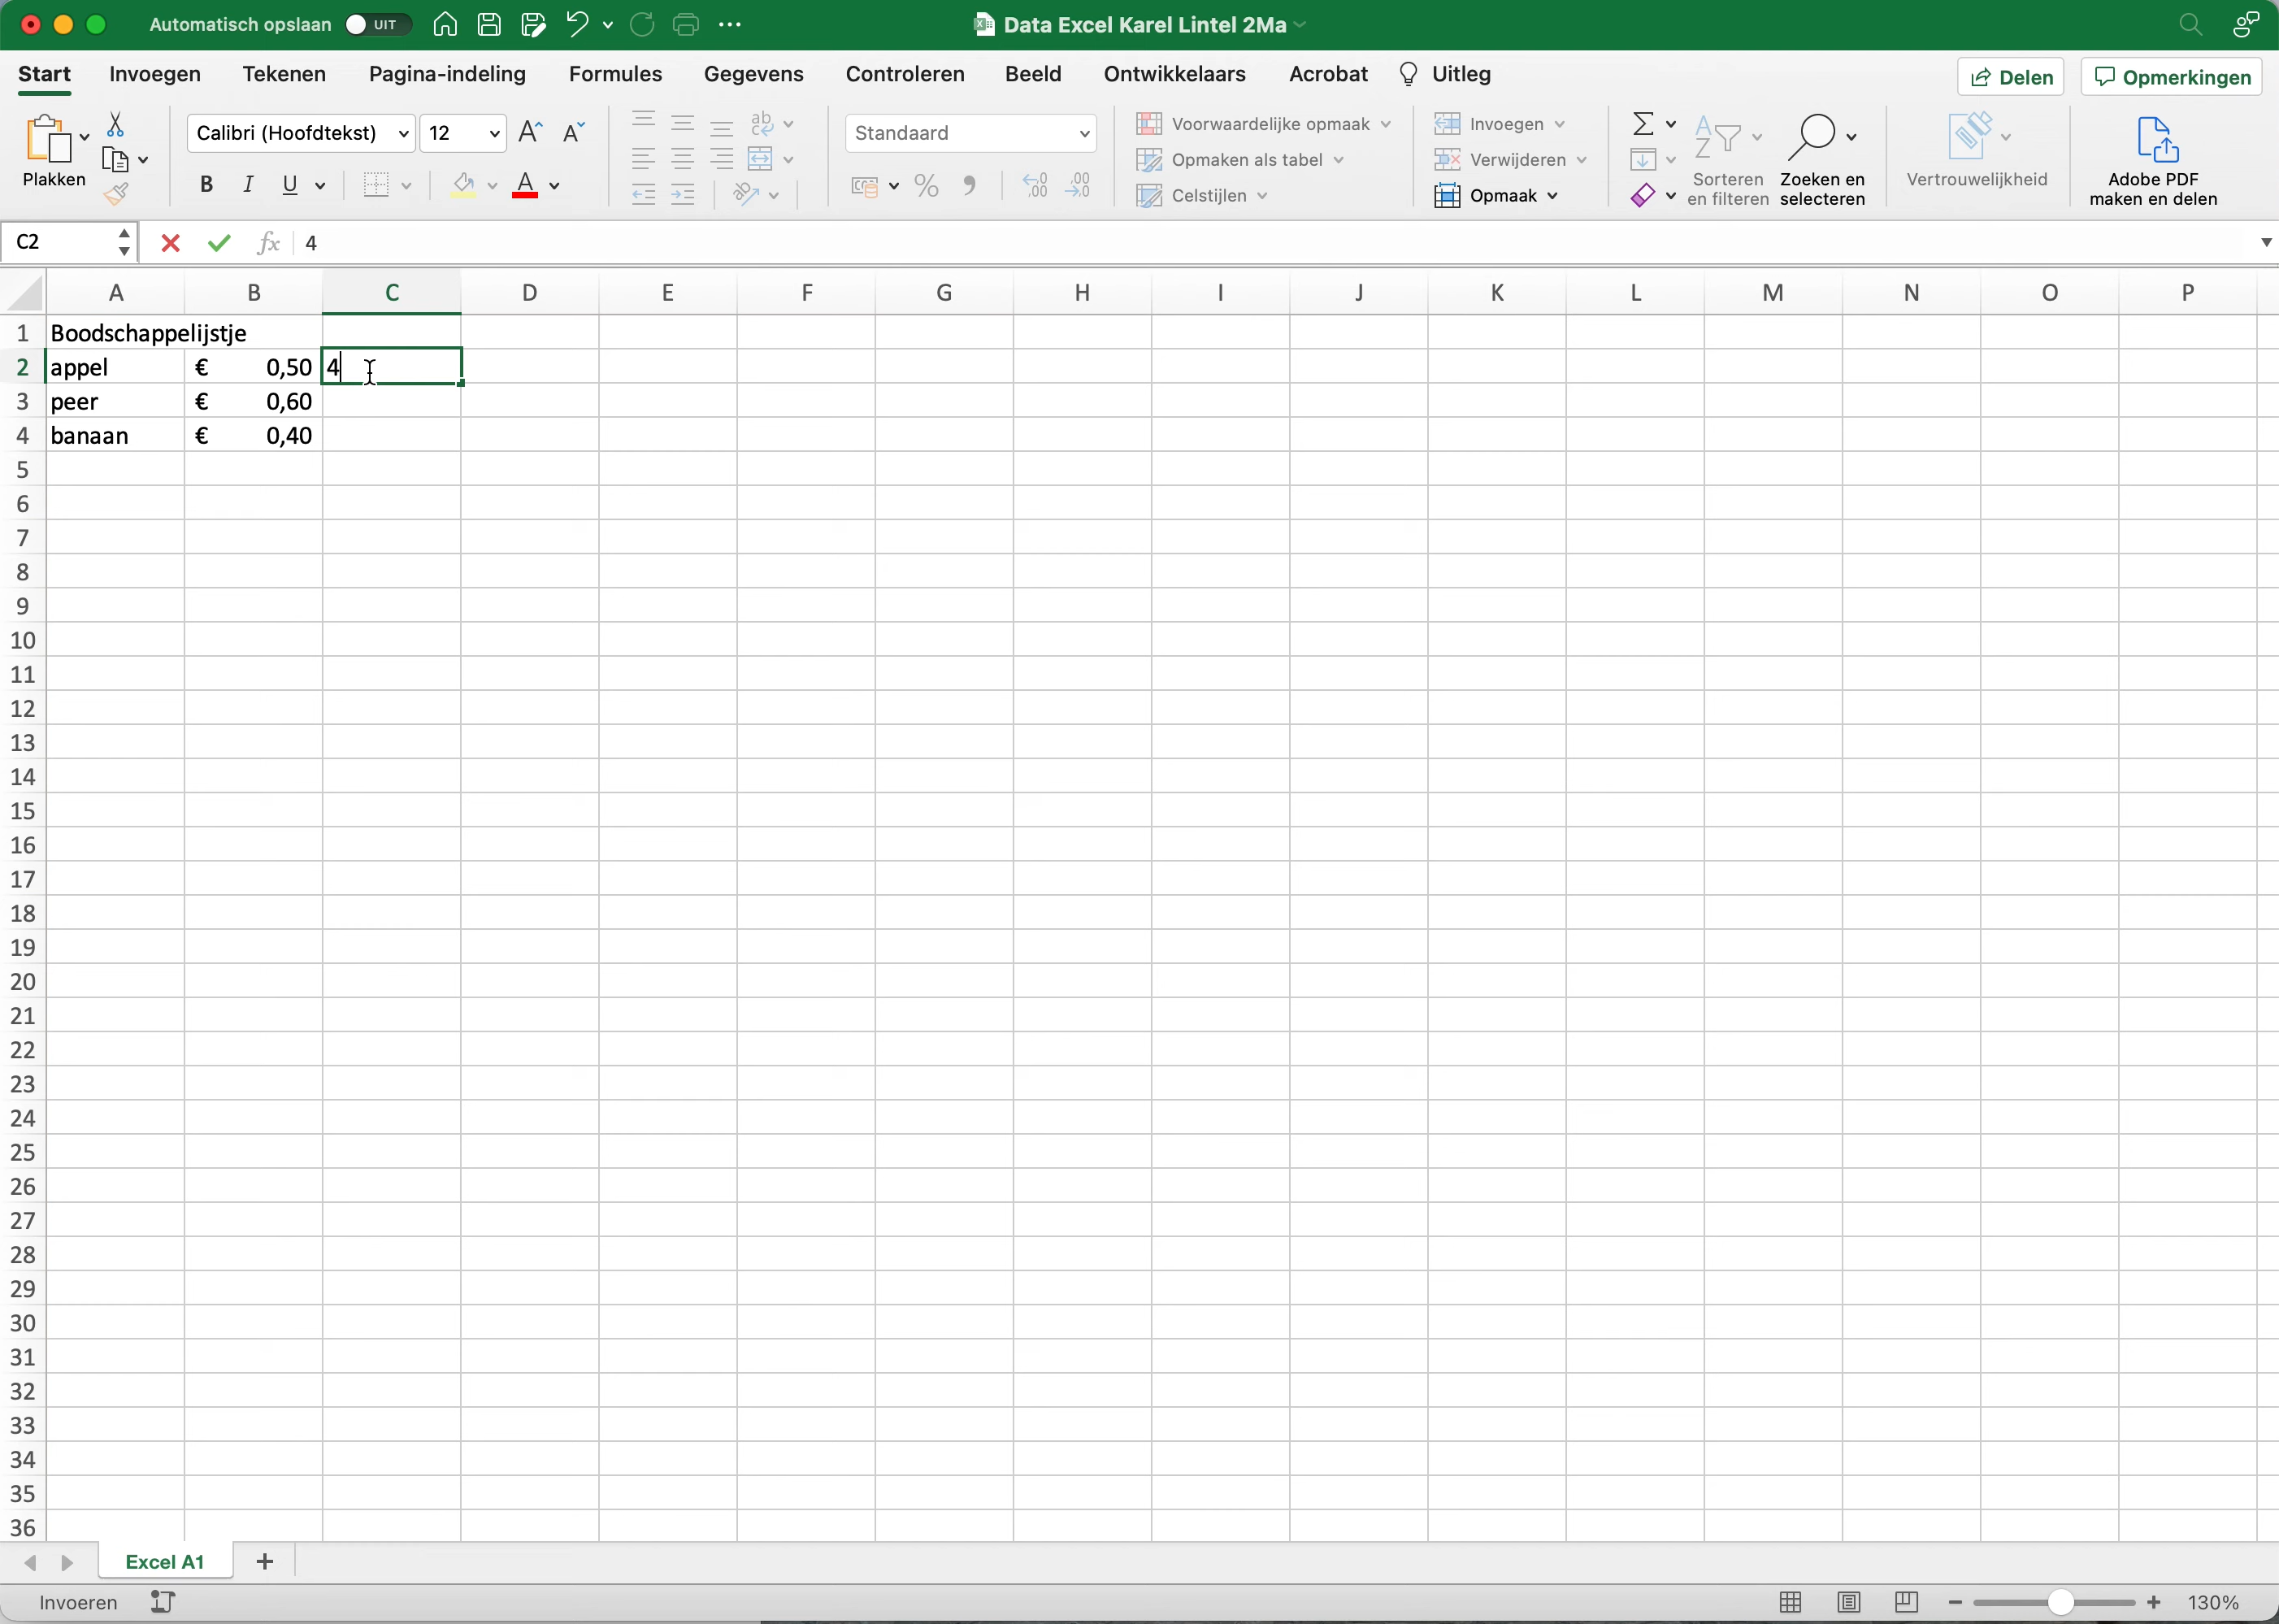 Automatisch opslaan UIT Data Excel Karel Lintel 2Ma
Start Invoegen Tekenen Pagina-indeling Formules Gegevens Controleren Beeld Ontwikkelaars Acrobat Uitleg Delen Opmerkingen
Plakken
Calibri (Hoofdtekst) 12 A A
B I U A
ab
Standaard
% ,00 ,00
Voorwaardelijke opmaak
Opmaken als tabel
Celstijlen
Invoegen
Verwijderen
Opmaak
Sorteren en filteren
Zoeken en selecteren
Vertrouwelijkheid
Adobe PDF maken en delen
C2 fx 4
A B C D E F G H I J K L M N O P
1 Boodschappelijstje
2 appel € 0,50 4
3 peer € 0,60
4 banaan € 0,40
5
6
7
8
9
10
11
12
13
14
15
16
17
18
19
20
21
22
23
24
25
26
27
28
29
30
31
32
33
34
35
36
Excel A1 +
Invoeren 130%